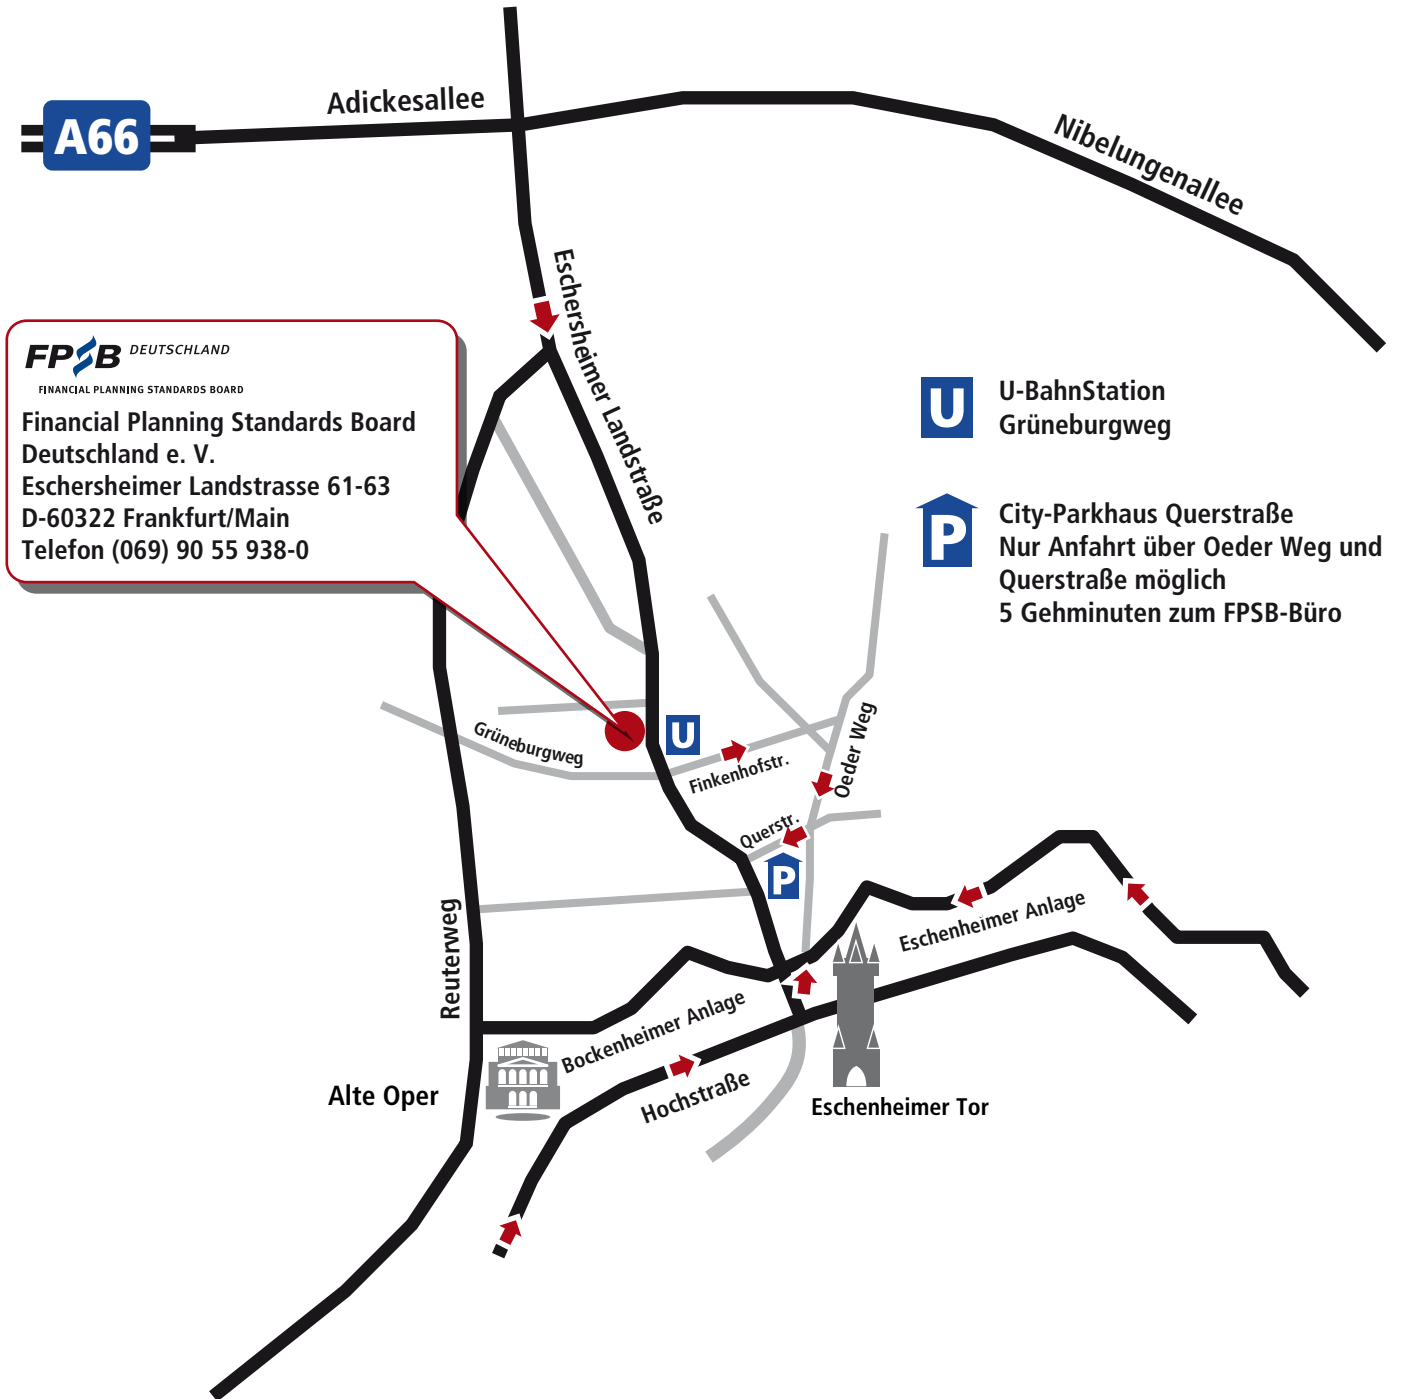 Adickesallee
A66
Nibelungenallee
Eschersheimer Landstraße
FPSB DEUTSCHLAND
FINANCIAL PLANNING STANDARDS BOARD
Financial Planning Standards Board
Deutschland e. V.
Eschersheimer Landstrasse 61-63
D-60322 Frankfurt/Main
Telefon (069) 90 55 938-0
U
U-BahnStation
Grüneburgweg
P
City-Parkhaus Querstraße
Nur Anfahrt über Oeder Weg und
Querstraße möglich
5 Gehminuten zum FPSB-Büro
Grüneburgweg
U
Finkenhofstr.
Oeder Weg
Querstr.
P
Reuterweg
Eschenheimer Anlage
Bockenheimer Anlage
Alte Oper
Hochstraße
Eschenheimer Tor